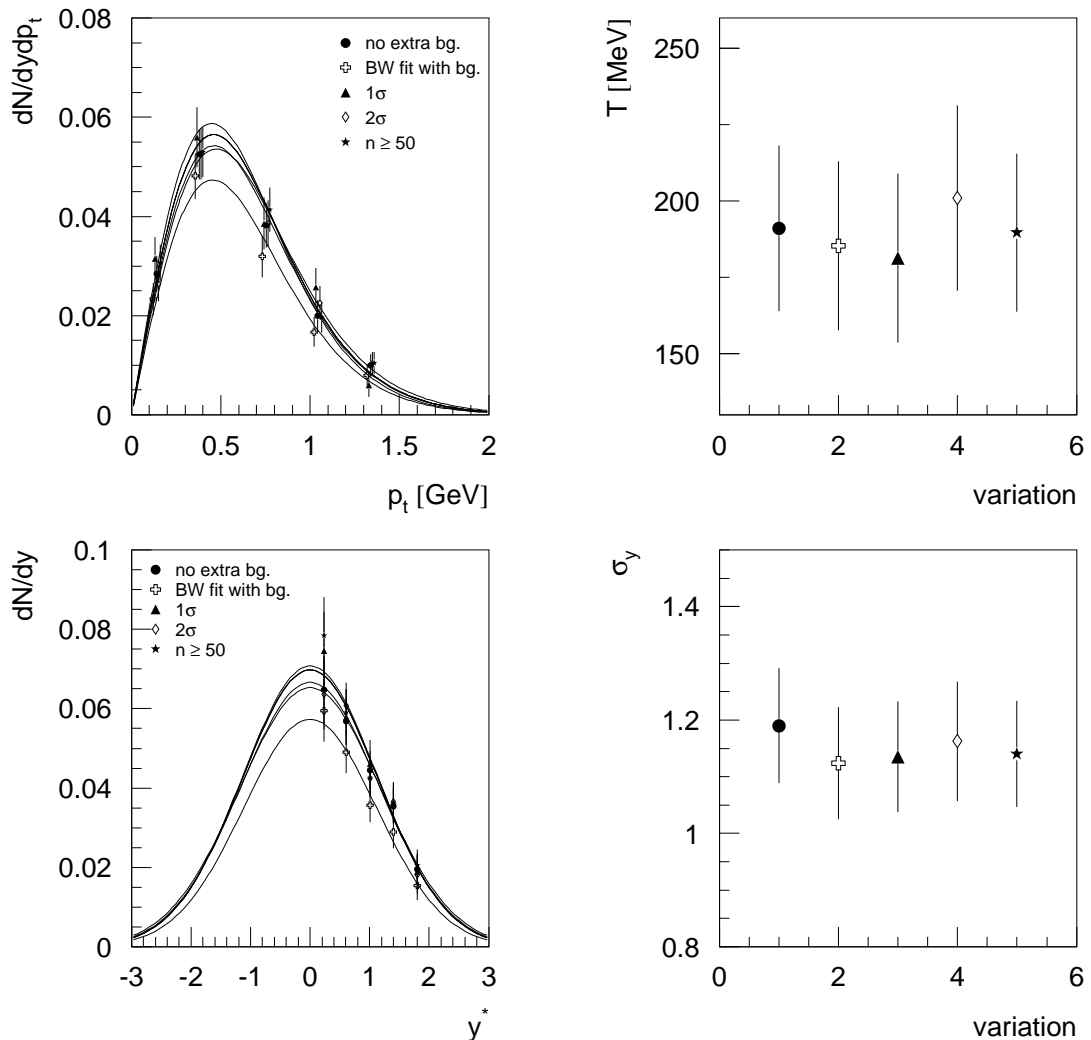 dN/dydp_t
0.08
0.06
0.04
0.02
0
no extra bg.
BW fit with bg.
1σ
2σ
n ≥ 50
0 0.5 1 1.5 2
p_t [GeV]
T [MeV]
250
200
150
0 2 4 6
variation
dN/dy
0.1
0.08
0.06
0.04
0.02
0
no extra bg.
BW fit with bg.
1σ
2σ
n ≥ 50
-3 -2 -1 0 1 2 3
y*
σ_y
1.4
1.2
1
0.8
0 2 4 6
variation